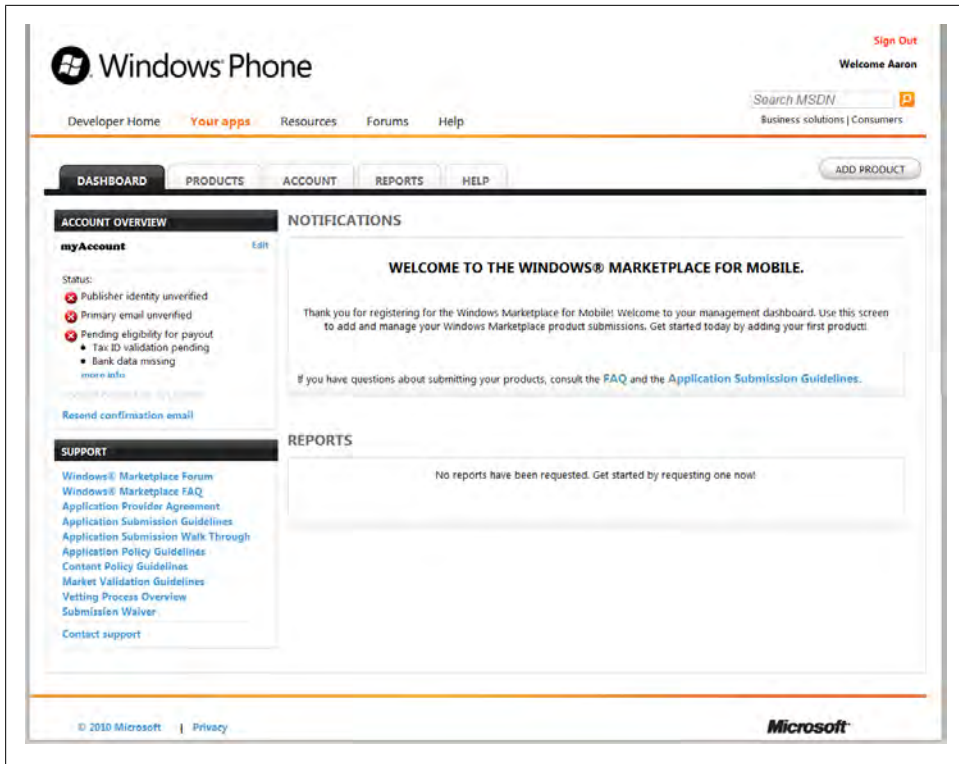 Sign Out
Windows Phone
Welcome Aaron
Search MSDN
Business solutions | Consumers
Developer Home Your apps Resources Forums Help
DASHBOARD PRODUCTS ACCOUNT REPORTS HELP
ADD PRODUCT
ACCOUNT OVERVIEW
myAccount Edit
Status:
Publisher identity unverified
Primary email unverified
Pending eligibility for payout
• Tax ID validation pending
• Bank data missing
more info
Resend confirmation email
SUPPORT
Windows® Marketplace Forum
Windows® Marketplace FAQ
Application Provider Agreement
Application Submission Guidelines
Application Submission Walk Through
Application Policy Guidelines
Content Policy Guidelines
Market Validation Guidelines
Vetting Process Overview
Submission Waiver
Contact support
NOTIFICATIONS
WELCOME TO THE WINDOWS® MARKETPLACE FOR MOBILE.
Thank you for registering for the Windows Marketplace for Mobile! Welcome to your management dashboard. Use this screen
to add and manage your Windows Marketplace product submissions. Get started today by adding your first product!
If you have questions about submitting your products, consult the FAQ and the Application Submission Guidelines.
REPORTS
No reports have been requested. Get started by requesting one now!
© 2010 Microsoft | Privacy
Microsoft